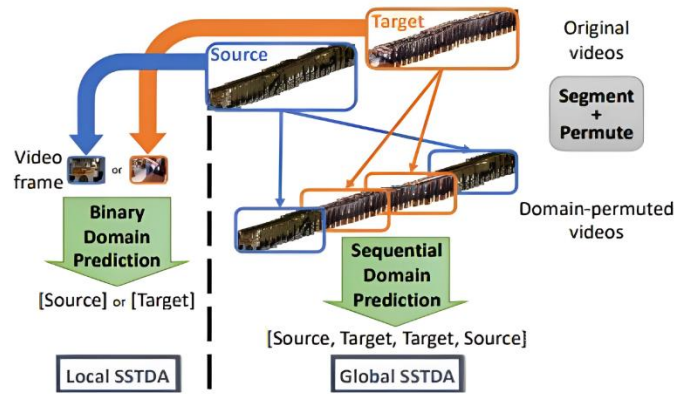 Target
Source
Original
videos
Segment
+
Permute
Video
frame
or
Domain-permuted
videos
Binary
Domain
Prediction
Sequential
Domain
Prediction
[Source] or [Target]
[Source, Target, Target, Source]
Local SSTDA
Global SSTDA